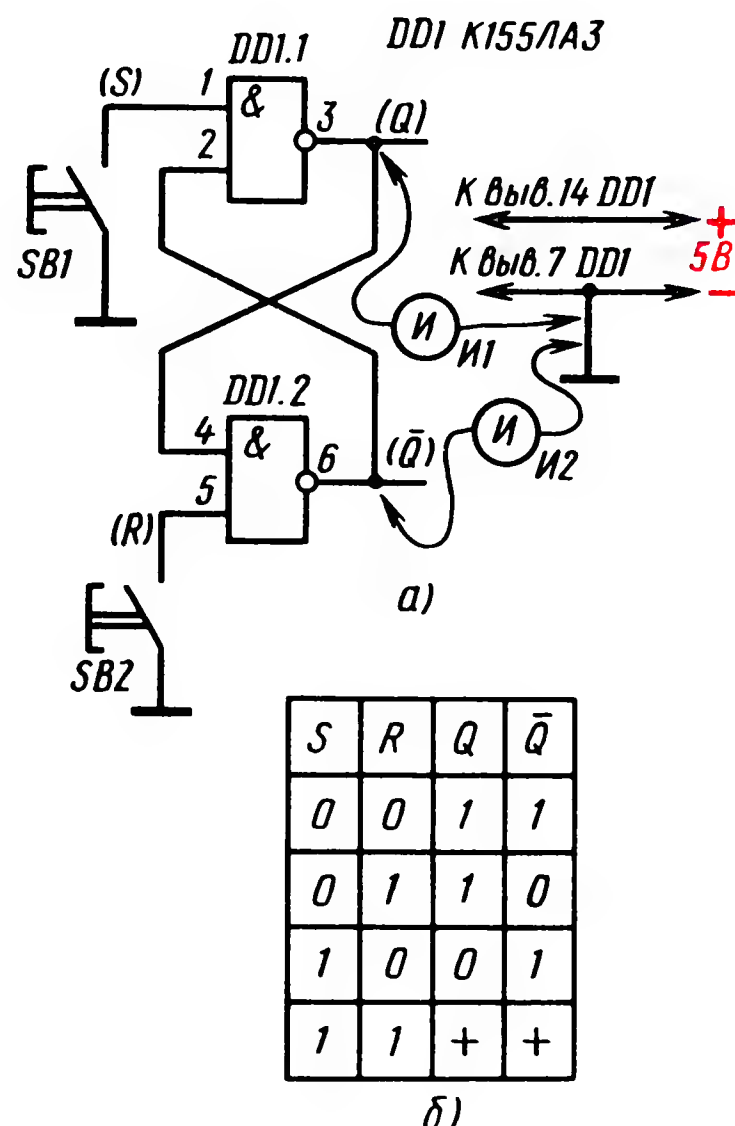 DD1 К155ЛА3
DD1.1
(S)
1
&
3
(Q)
2
SB1
К выв.14 DD1
+
5В
К выв.7 DD1
−
И
И1
DD1.2
4
&
6
(Q̄)
И
И2
5
(R)
SB2
а)
S R Q Q̄
0 0 1 1
0 1 1 0
1 0 0 1
1 1 + +
б)